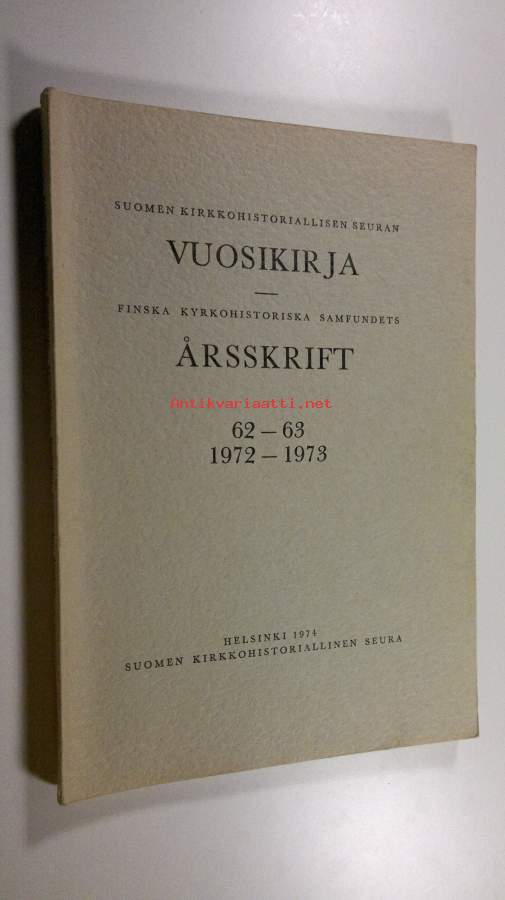 SUOMEN KIRKKOHISTORIALLISEN SEURAN
VUOSIKIRJA
FINSKA KYRKOHISTORISKA SAMFUNDETS
ÅRSSKRIFT
Antikvariaatti.net
62 – 63
1972 – 1973
HELSINKI 1974
SUOMEN KIRKKOHISTORIALLINEN SEURA